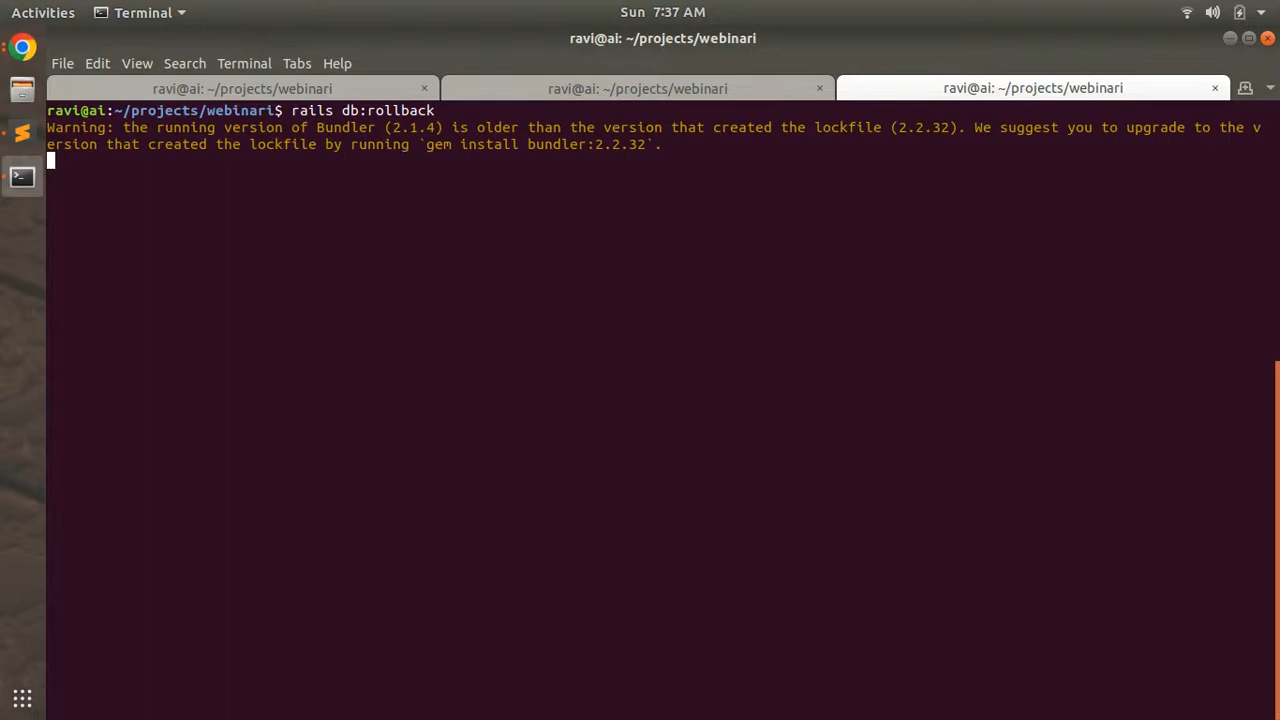 Activities Terminal Sun 7:37 AM
ravi@ai: ~/projects/webinari
File Edit View Search Terminal Tabs Help
ravi@ai: ~/projects/webinari × ravi@ai: ~/projects/webinari × ravi@ai: ~/projects/webinari ×
ravi@ai:~/projects/webinari$ rails db:rollback
Warning: the running version of Bundler (2.1.4) is older than the version that created the lockfile (2.2.32). We suggest you to upgrade to the v
ersion that created the lockfile by running `gem install bundler:2.2.32`.